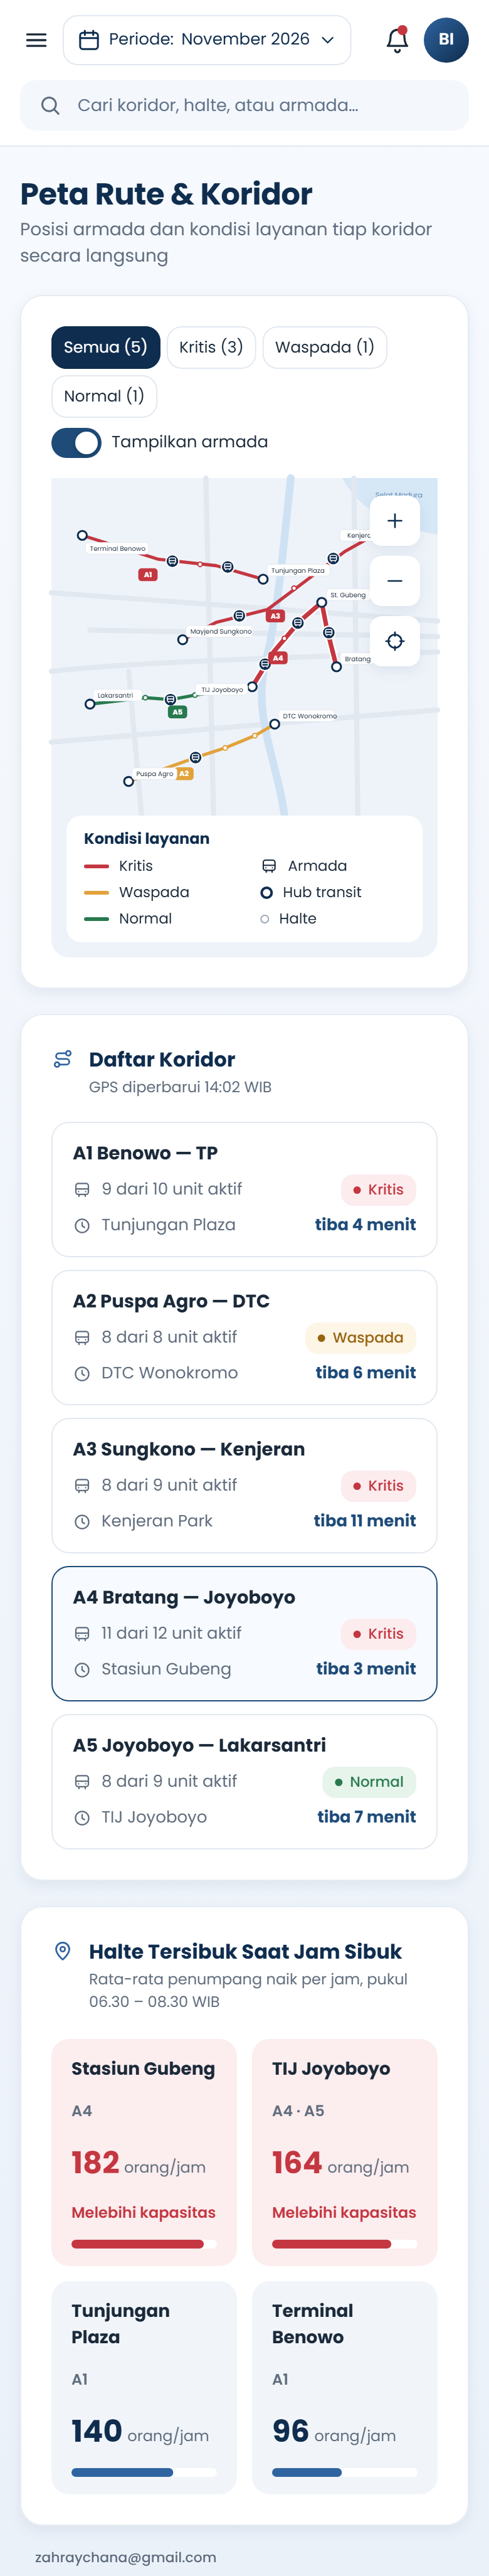 Periode: November 2026
BI
Cari koridor, halte, atau armada...
Peta Rute & Koridor
Posisi armada dan kondisi layanan tiap koridor
secara langsung
Semua (5)
Kritis (3)
Waspada (1)
Normal (1)
Tampilkan armada
Selat Madura
Terminal Benowo
A1
Tunjungan Plaza
St. Gubeng
A3
Mayjend Sungkono
A4
Bratang
Lakarsantri
TIJ Joyoboyo
A5
DTC Wonokromo
Puspa Agro
A2
Kondisi layanan
Kritis
Armada
Waspada
Hub transit
Normal
Halte
Daftar Koridor
GPS diperbarui 14:02 WIB
A1 Benowo — TP
9 dari 10 unit aktif
Kritis
Tunjungan Plaza
tiba 4 menit
A2 Puspa Agro — DTC
8 dari 8 unit aktif
Waspada
DTC Wonokromo
tiba 6 menit
A3 Sungkono — Kenjeran
8 dari 9 unit aktif
Kritis
Kenjeran Park
tiba 11 menit
A4 Bratang — Joyoboyo
11 dari 12 unit aktif
Kritis
Stasiun Gubeng
tiba 3 menit
A5 Joyoboyo — Lakarsantri
8 dari 9 unit aktif
Normal
TIJ Joyoboyo
tiba 7 menit
Halte Tersibuk Saat Jam Sibuk
Rata-rata penumpang naik per jam, pukul
06.30 – 08.30 WIB
Stasiun Gubeng
A4
182 orang/jam
Melebihi kapasitas
TIJ Joyoboyo
A4 · A5
164 orang/jam
Melebihi kapasitas
Tunjungan
Plaza
A1
140 orang/jam
Terminal
Benowo
A1
96 orang/jam
zahraychana@gmail.com